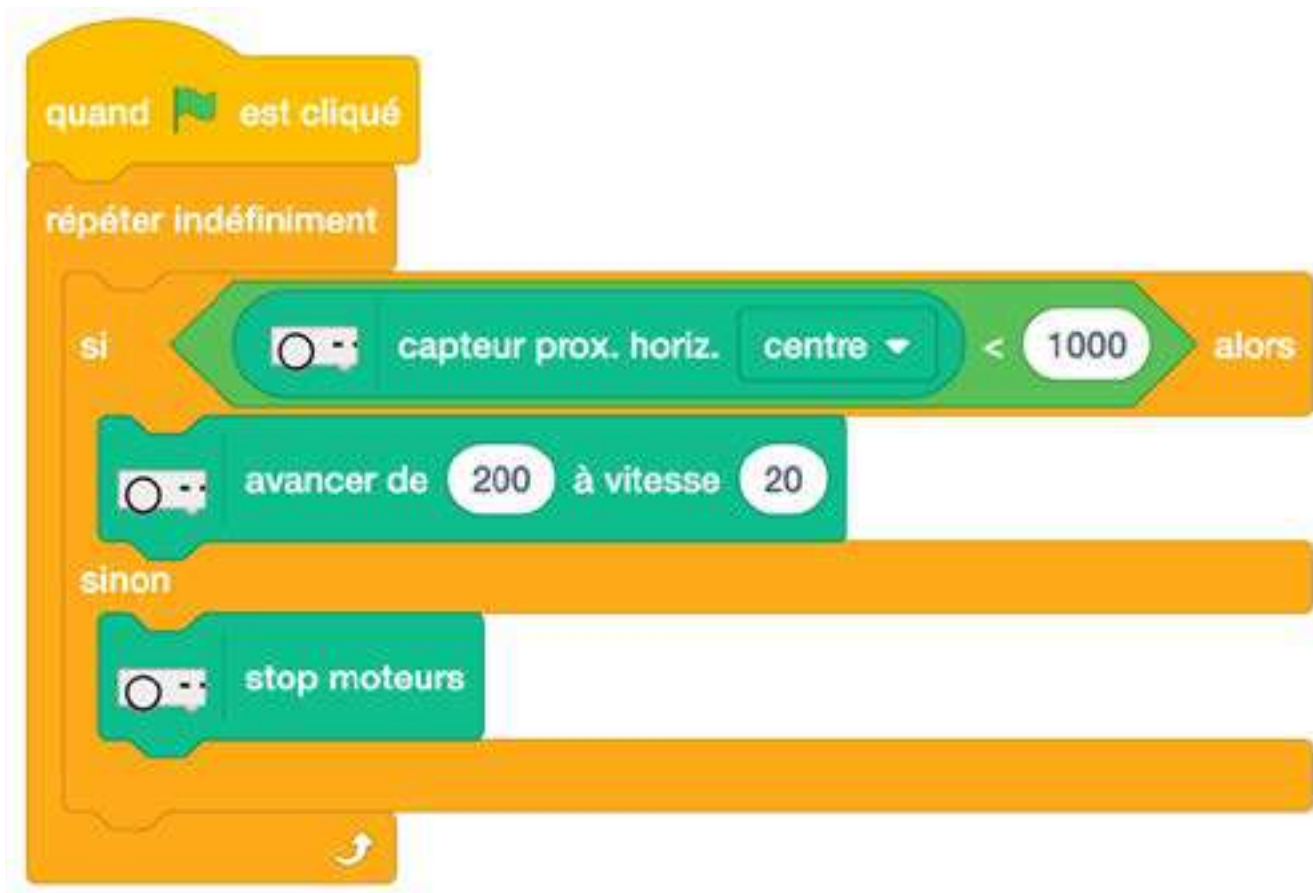 quand est cliqué
répéter indéfiniment
si capteur prox. horiz. centre < 1000 alors
avancer de 200 à vitesse 20
sinon
stop moteurs